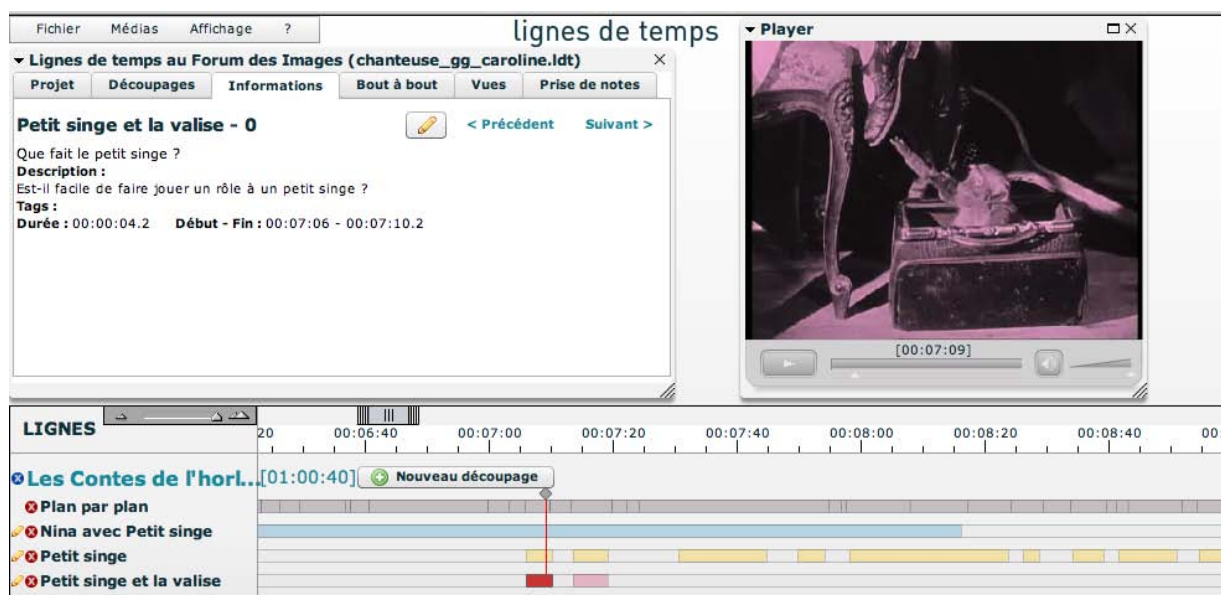 Fichier Médias Affichage ?
lignes de temps
Lignes de temps au Forum des Images (chanteuse_gg_caroline.ldt)
Projet Découpages Informations Bout à bout Vues Prise de notes
Petit singe et la valise - 0
< Précédent Suivant >
Que fait le petit singe ?
Description :
Est-il facile de faire jouer un rôle à un petit singe ?
Tags :
Durée : 00:00:04.2 Début - Fin : 00:07:06 - 00:07:10.2
Player
[00:07:09]
LIGNES
20 00:06:40 00:07:00 00:07:20 00:07:40 00:08:00 00:08:20 00:08:40 00:
Les Contes de l'horl...[01:00:40] Nouveau découpage
Plan par plan
Nina avec Petit singe
Petit singe
Petit singe et la valise